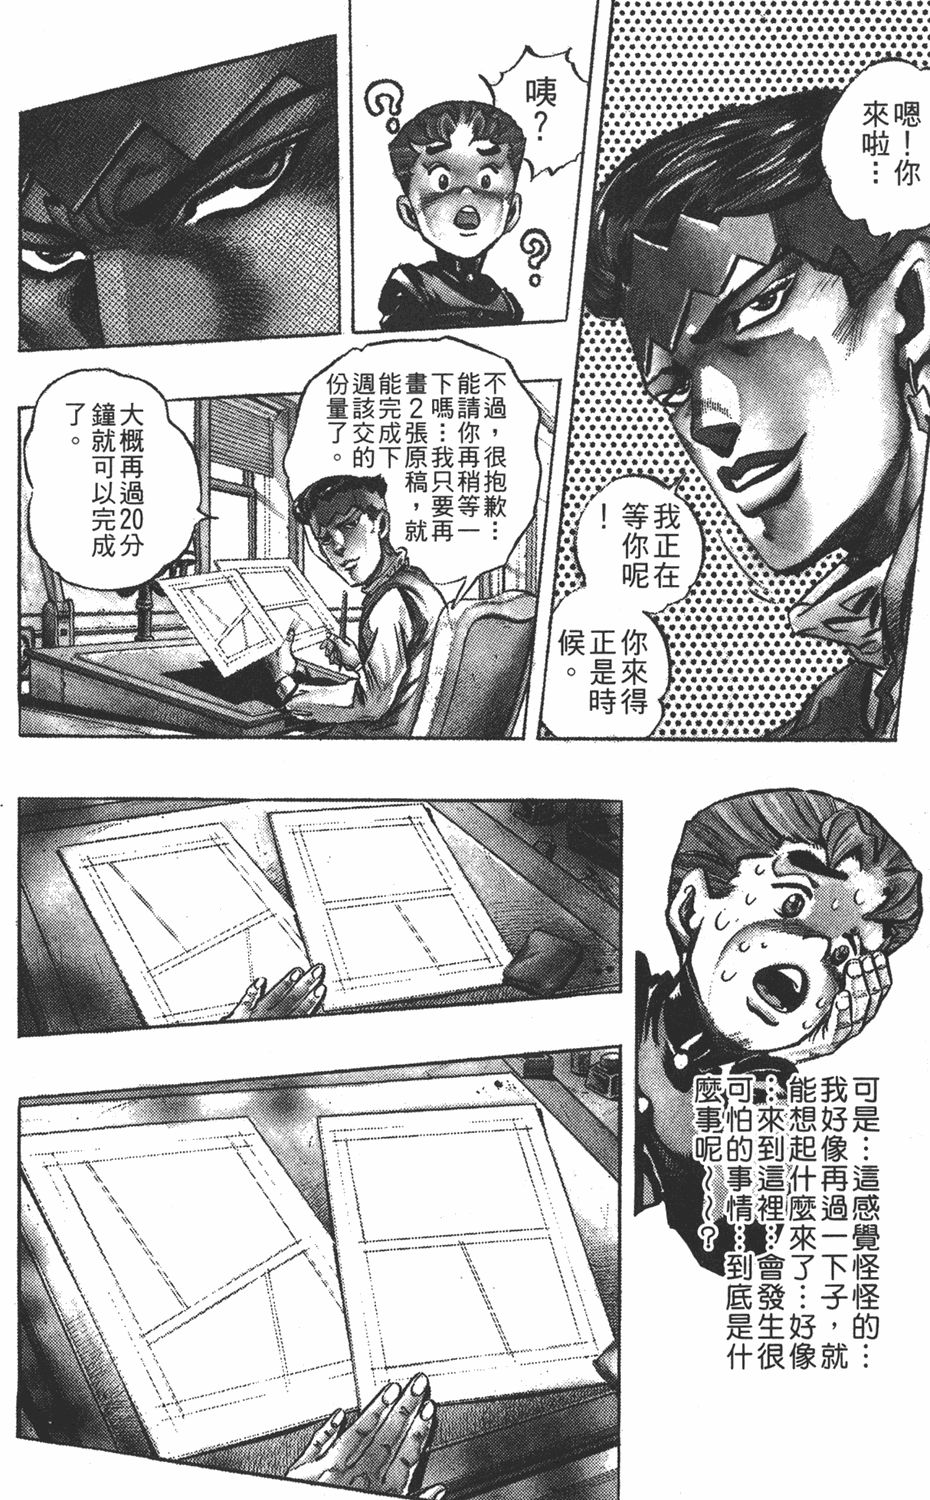 嗯！你
來啦…
我正在
等你呢
！
你來得
正是時
候。
咦？
不過，很抱歉…
能請你再稍等一
下嗎…我只要再
畫2張原稿，就
能完成下
週該交的
份量了。
大概再過20分
鐘就可以完成
了。
可是…這感覺怪怪的…
我好像再過一下子，就
能想起什麼來了…好像
…來到這裡…會發生很
可怕的事情…到底是什
麼事呢～～？